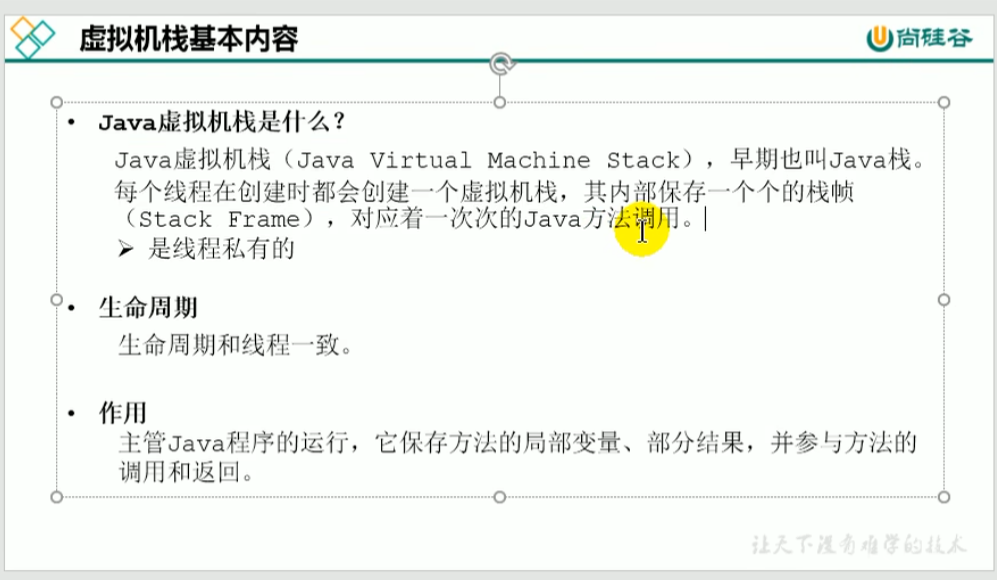 虚拟机栈基本内容
尚硅谷
• Java虚拟机栈是什么？
Java虚拟机栈（Java Virtual Machine Stack），早期也叫Java栈。
每个线程在创建时都会创建一个虚拟机栈，其内部保存一个个的栈帧
（Stack Frame），对应着一次次的Java方法调用。
➢ 是线程私有的
• 生命周期
生命周期和线程一致。
• 作用
主管Java程序的运行，它保存方法的局部变量、部分结果，并参与方法的
调用和返回。
让天下没有难学的技术